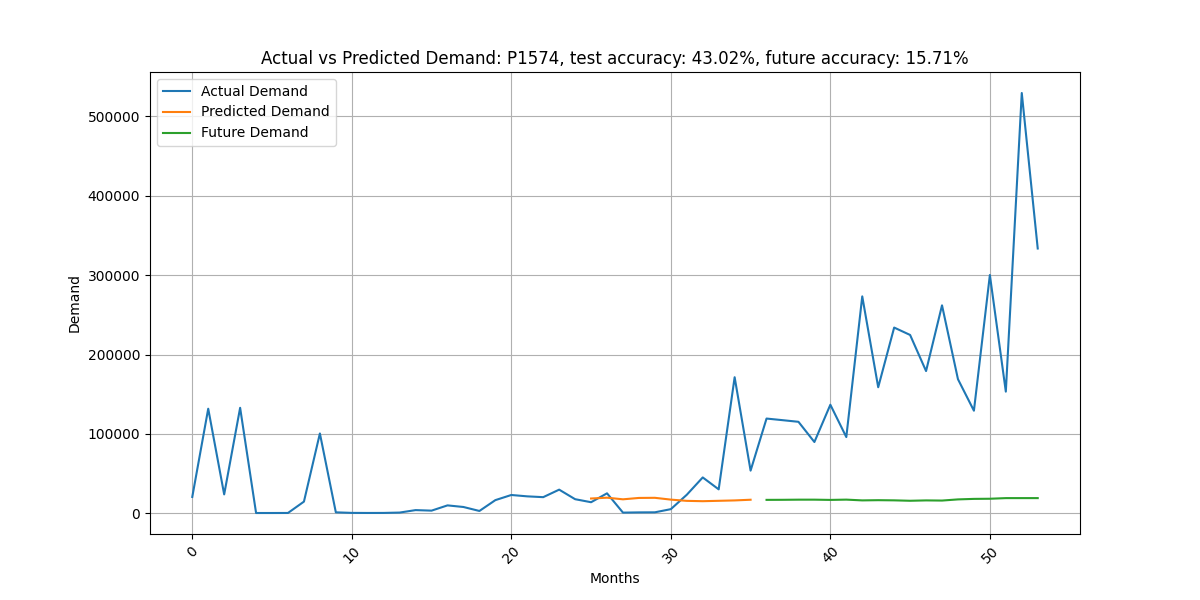 Actual vs Predicted Demand: P1574, test accuracy: 43.02%, future accuracy: 15.71%
Actual Demand
Predicted Demand
Future Demand
500000
400000
300000
200000
100000
0
Demand
0
10
20
30
40
50
Months